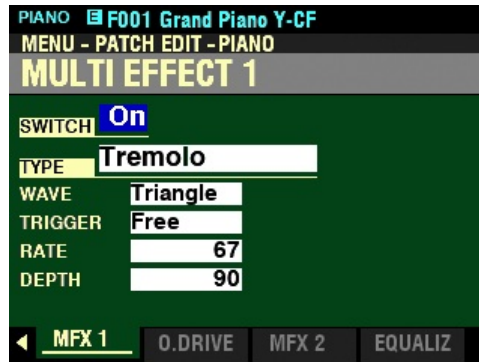 PIANO E F001 Grand Piano Y-CF
MENU - PATCH EDIT - PIANO
MULTI EFFECT 1
SWITCH On
TYPE Tremolo
WAVE Triangle
TRIGGER Free
RATE 67
DEPTH 90
MFX 1 O.DRIVE MFX 2 EQUALIZ